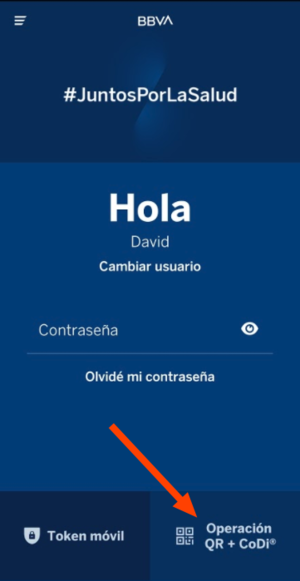 BBVA
#JuntosPorLaSalud
Hola
David
Cambiar usuario
Contraseña
Olvidé mi contraseña
Token móvil
Operación
QR + CoDi®